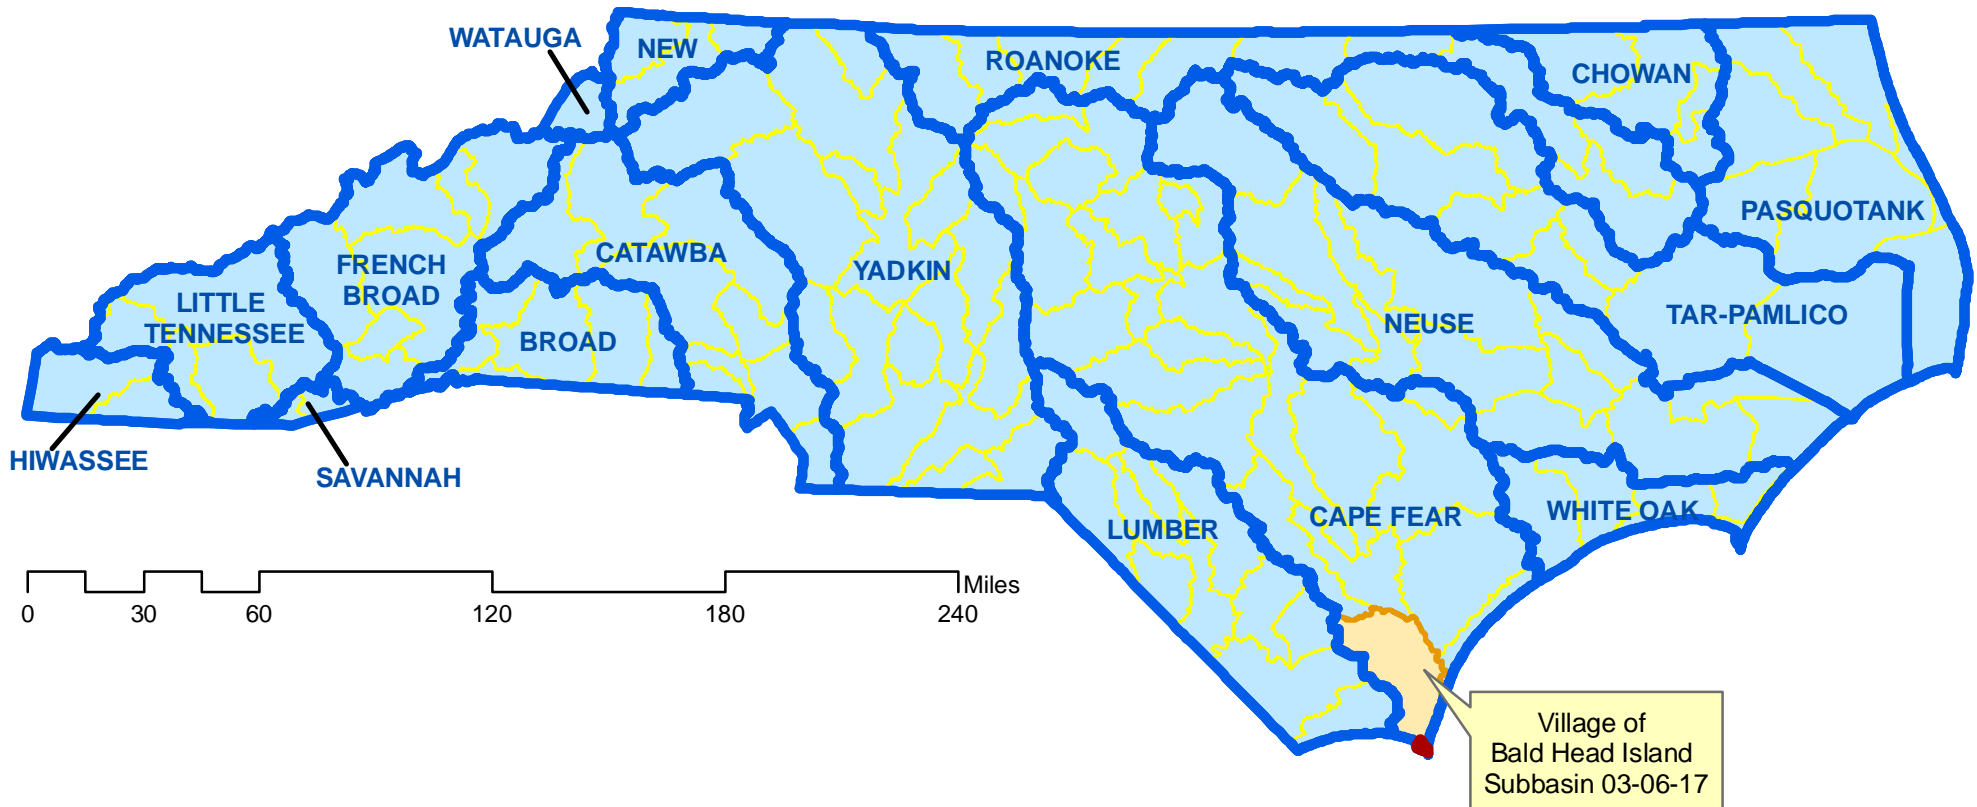 WATAUGA
NEW
ROANOKE
CHOWAN
PASQUOTANK
FRENCH
BROAD
CATAWBA
YADKIN
LITTLE
TENNESSEE
BROAD
NEUSE
TAR-PAMLICO
HIWASSEE
SAVANNAH
LUMBER
CAPE FEAR
WHITE OAK
Miles
0 30 60 120 180 240
Village of
Bald Head Island
Subbasin 03-06-17